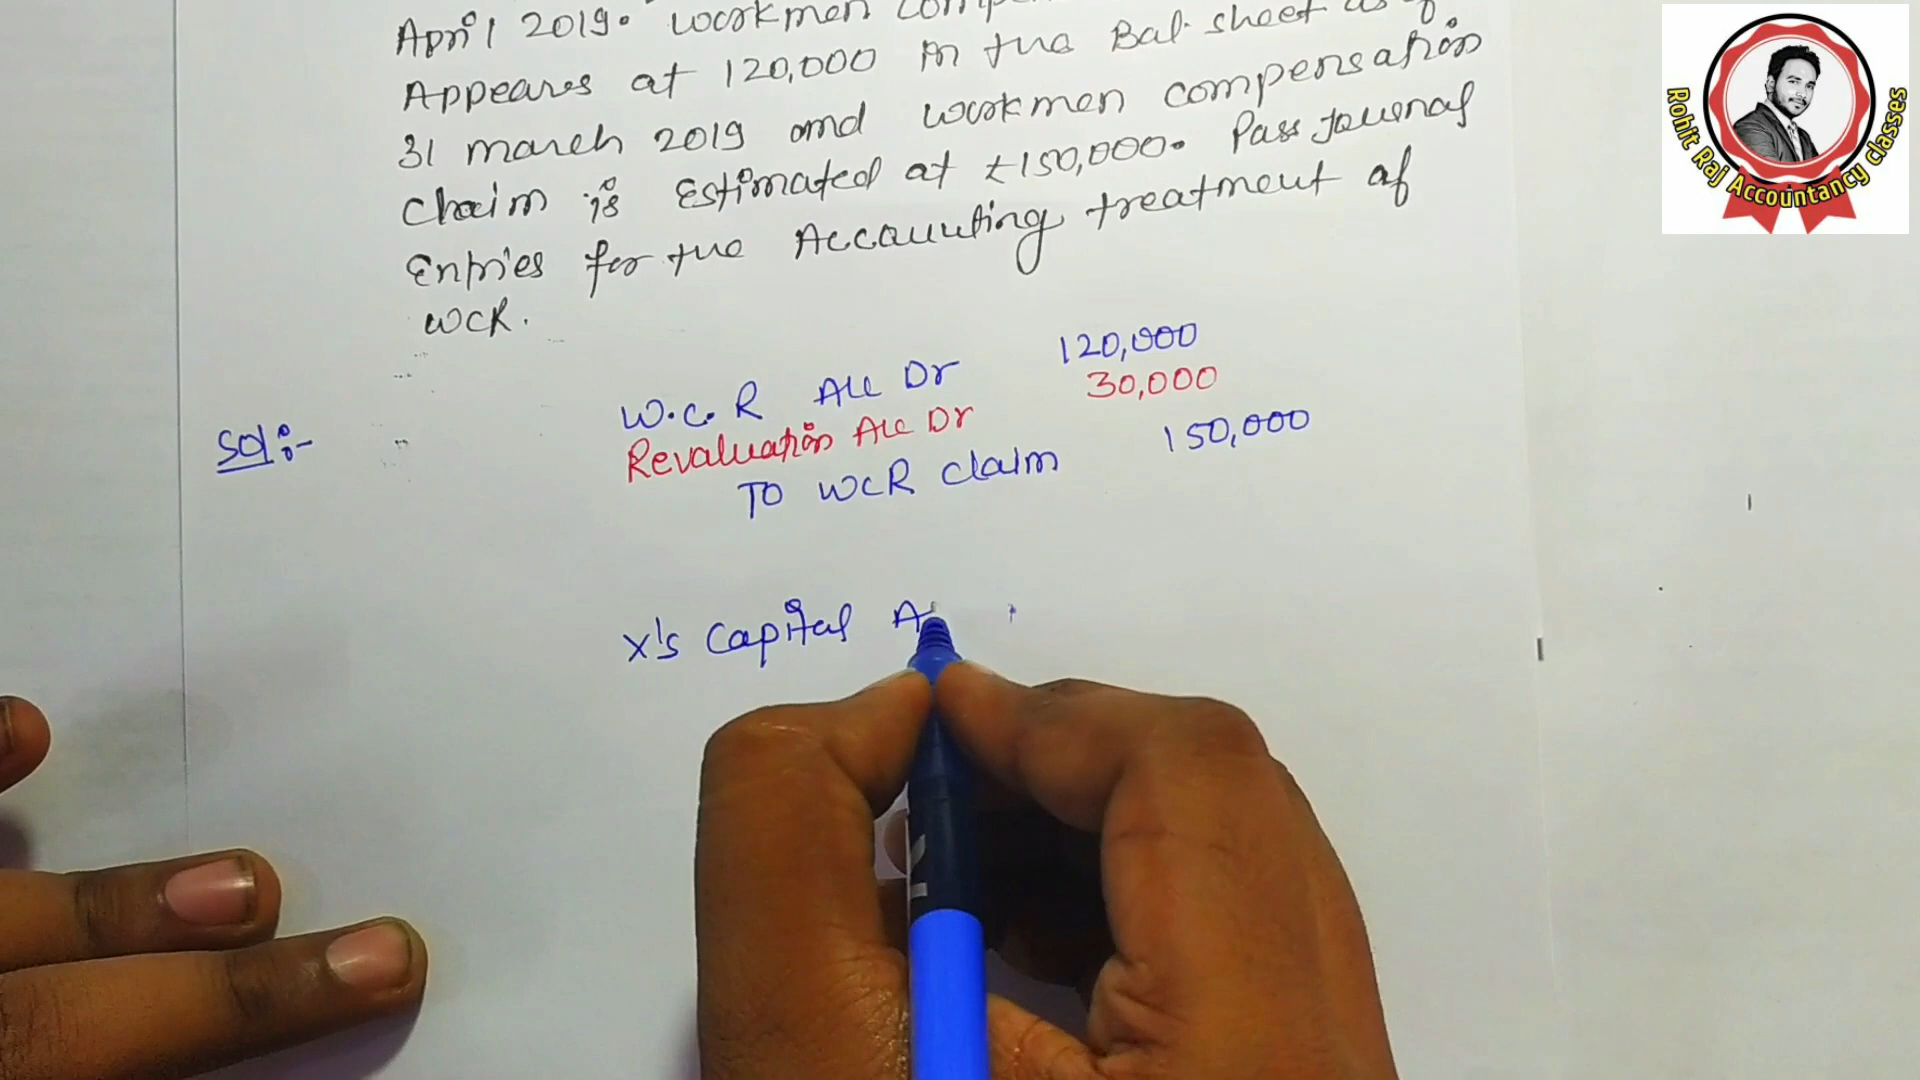 April 2019. Workmen comp
Appears at 120,000 in the Bal. sheet as
31 march 2019 and workmen compensation
claim is Estimated at ₹150,000. Pass Journal
Entries for the Accounting treatment of
WCR.
Sol:-
W.C.R A/c Dr 120,000
Revaluation A/c Dr 30,000
To WCR claim 150,000
X's Capital A
Rohit Raj Accountancy classes